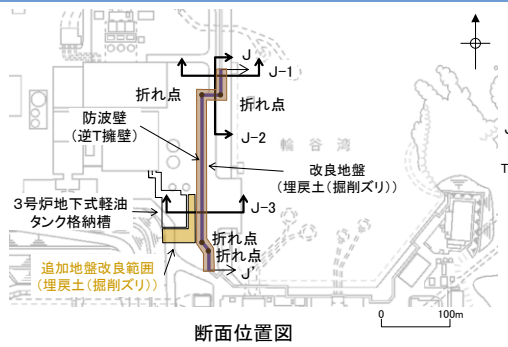 J
J-1
折れ点
折れ点
防波壁
(逆T擁壁)
J-2
輪谷湾
改良地盤
(埋戻土(掘削ズリ))
3号炉地下式軽油
タンク格納槽
J-3
折れ点
折れ点
追加地盤改良範囲
(埋戻土(掘削ズリ))
J'
断面位置図
0
100m
J
T